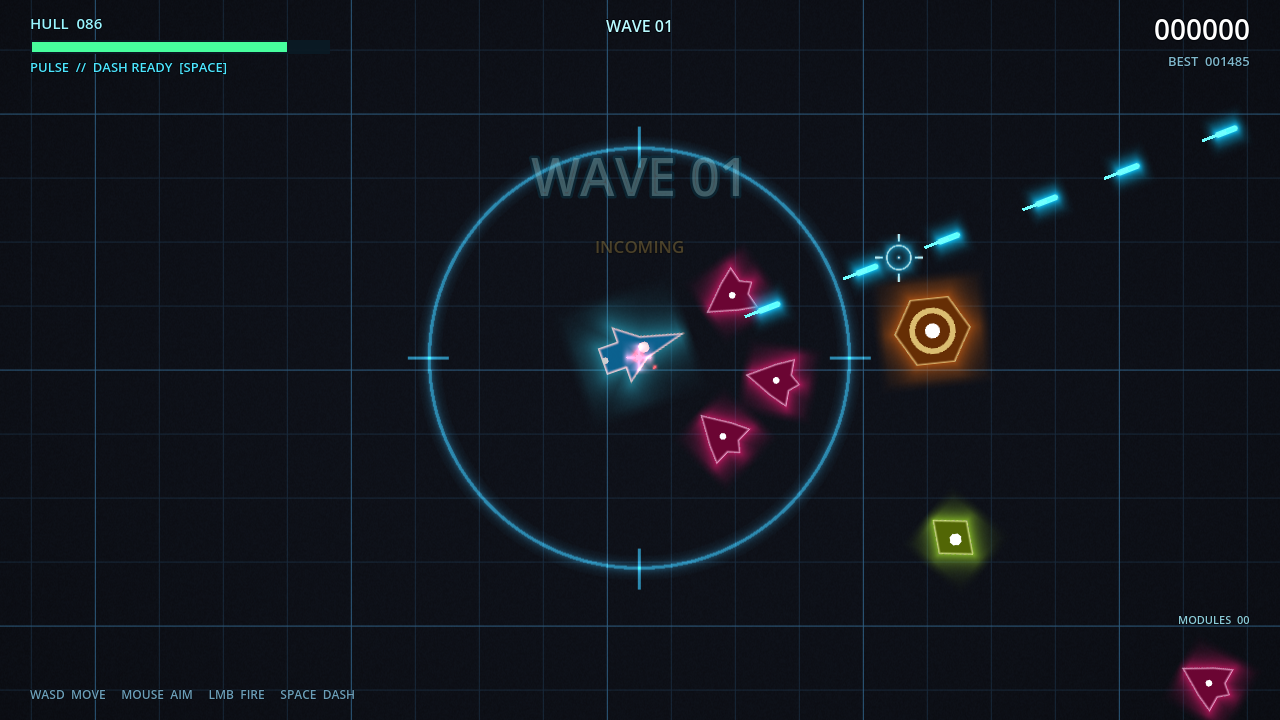 HULL 086
WAVE 01
000000
PULSE // DASH READY [SPACE]
BEST 001485
WAVE 01
INCOMING
MODULES 00
WASD MOVE MOUSE AIM LMB FIRE SPACE DASH